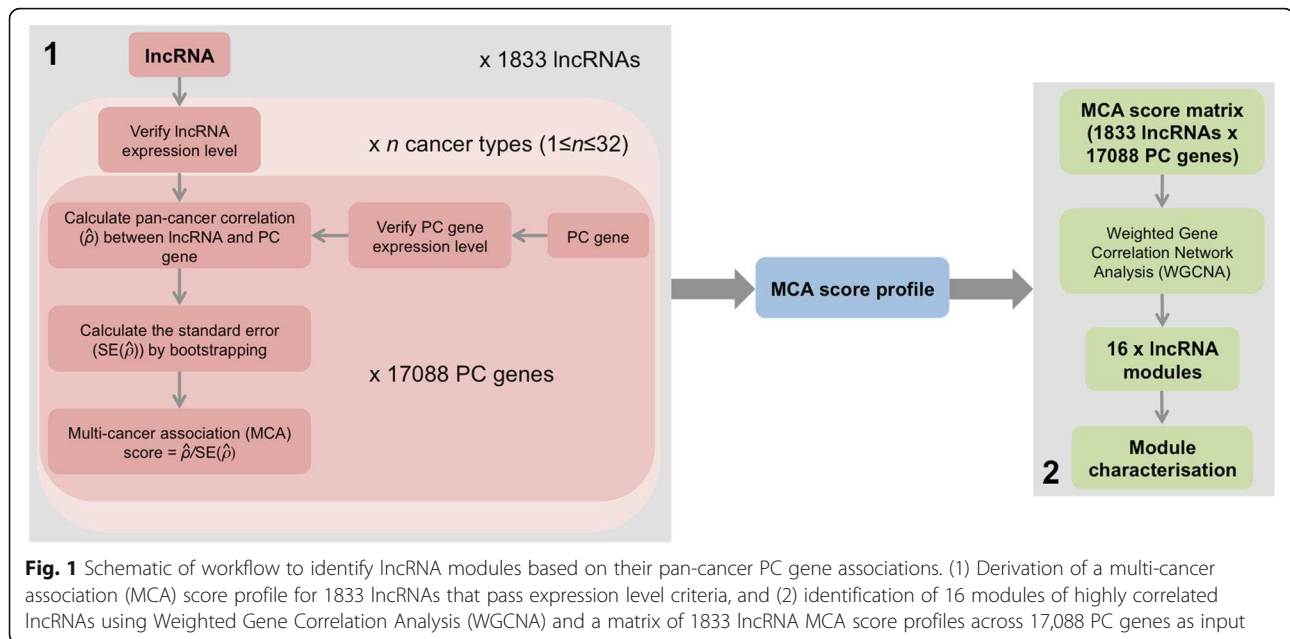 1
lncRNA
x 1833 lncRNAs
Verify lncRNA
expression level
x n cancer types (1≤n≤32)
Calculate pan-cancer correlation
(ρ̂) between lncRNA and PC
gene
Verify PC gene
expression level
PC gene
Calculate the standard error
(SE(ρ̂)) by bootstrapping
x 17088 PC genes
Multi-cancer association (MCA)
score = ρ̂/SE(ρ̂)
MCA score profile
MCA score matrix
(1833 lncRNAs x
17088 PC genes)
Weighted Gene
Correlation Network
Analysis (WGCNA)
16 x lncRNA
modules
Module
characterisation
2
Fig. 1 Schematic of workflow to identify lncRNA modules based on their pan-cancer PC gene associations. (1) Derivation of a multi-cancer
association (MCA) score profile for 1833 lncRNAs that pass expression level criteria, and (2) identification of 16 modules of highly correlated
lncRNAs using Weighted Gene Correlation Analysis (WGCNA) and a matrix of 1833 lncRNA MCA score profiles across 17,088 PC genes as input